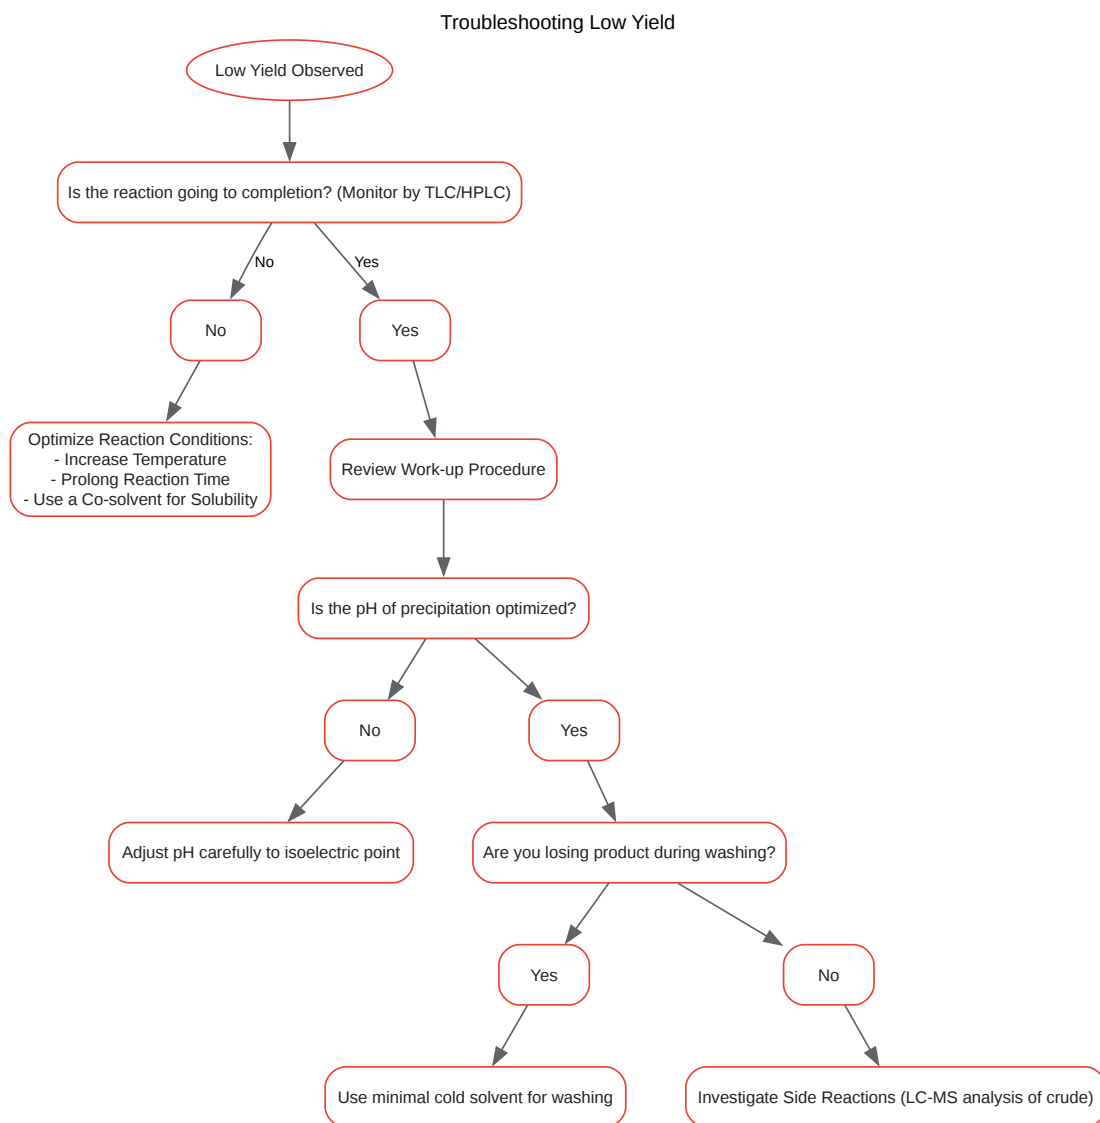 Troubleshooting Low Yield
Low Yield Observed
Is the reaction going to completion? (Monitor by TLC/HPLC)
No
Yes
No
Yes
Optimize Reaction Conditions:
- Increase Temperature
- Prolong Reaction Time
- Use a Co-solvent for Solubility
Review Work-up Procedure
Is the pH of precipitation optimized?
No
Yes
Adjust pH carefully to isoelectric point
Are you losing product during washing?
Yes
No
Use minimal cold solvent for washing
Investigate Side Reactions (LC-MS analysis of crude)